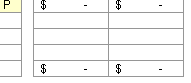 P $ - $ -
$ - $ -